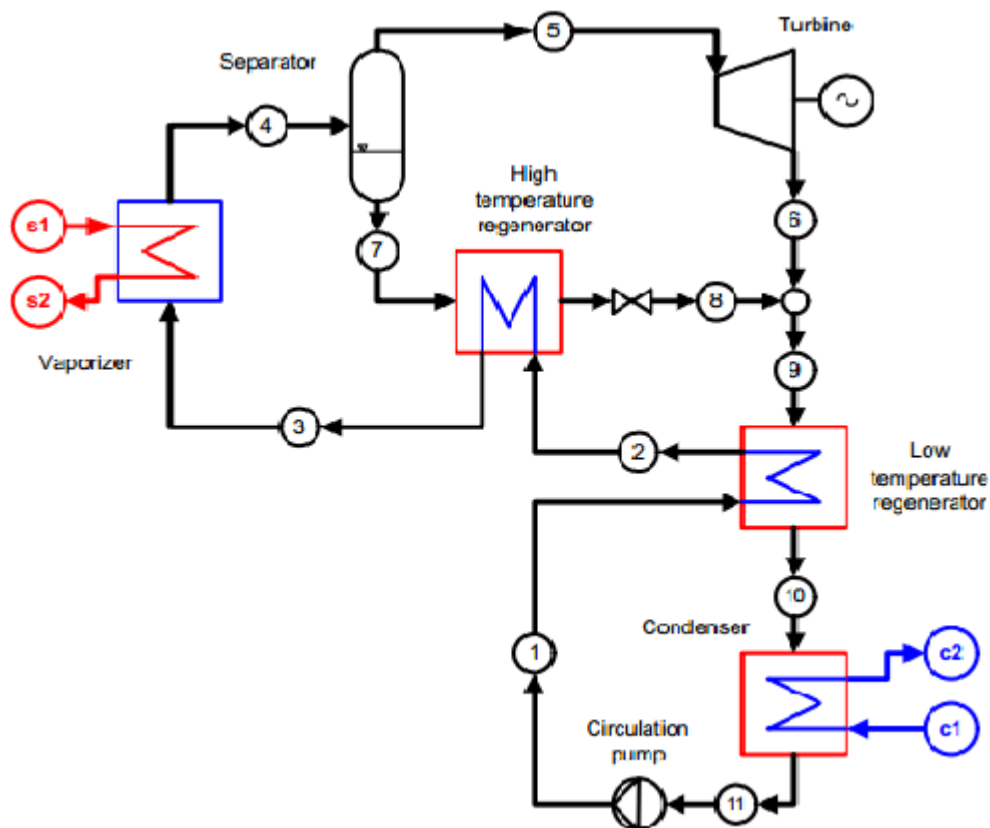 Turbine
5
Separator
4
High
temperature
regenerator
s1
6
7
s2
8
Vaporizer
9
3
2
Low
temperature
regenerator
10
Condenser
1
c2
Circulation
pump
c1
11